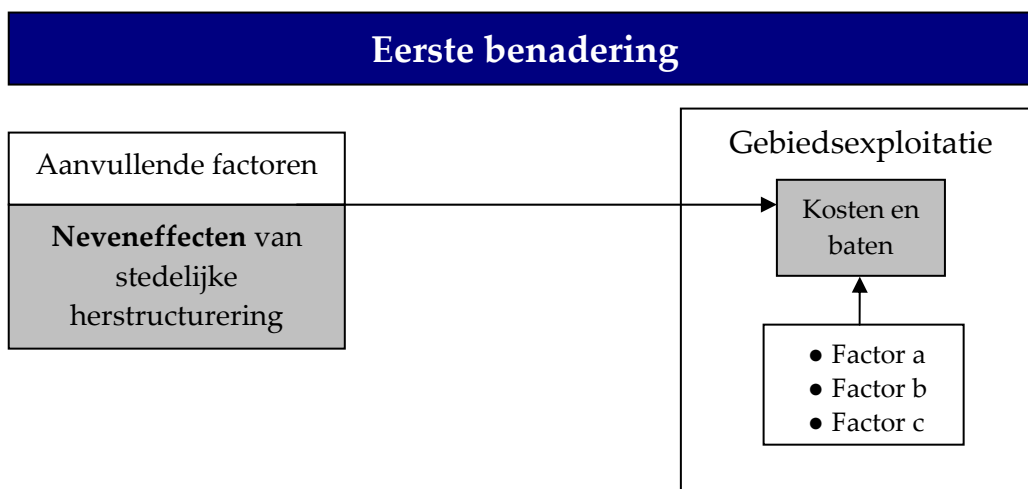 Eerste benadering
Aanvullende factoren
Neveneffecten van
stedelijke
herstructurering
Gebiedsexploitatie
Kosten en
baten
● Factor a
● Factor b
● Factor c